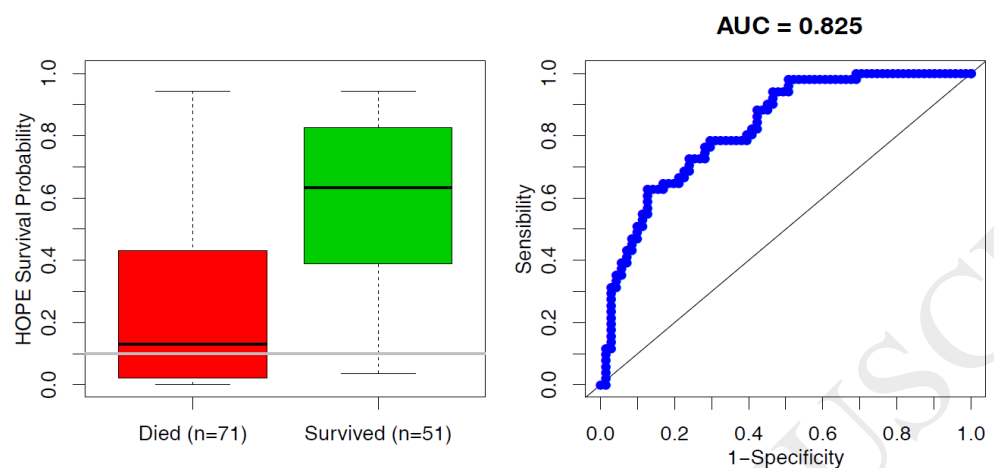 AUC = 0.825
HOPE Survival Probability
1.0
0.8
0.6
0.4
0.2
0.0
Died (n=71)
Survived (n=51)
Sensibility
1.0
0.8
0.6
0.4
0.2
0.0
0.0 0.2 0.4 0.6 0.8 1.0
1−Specificity
USC